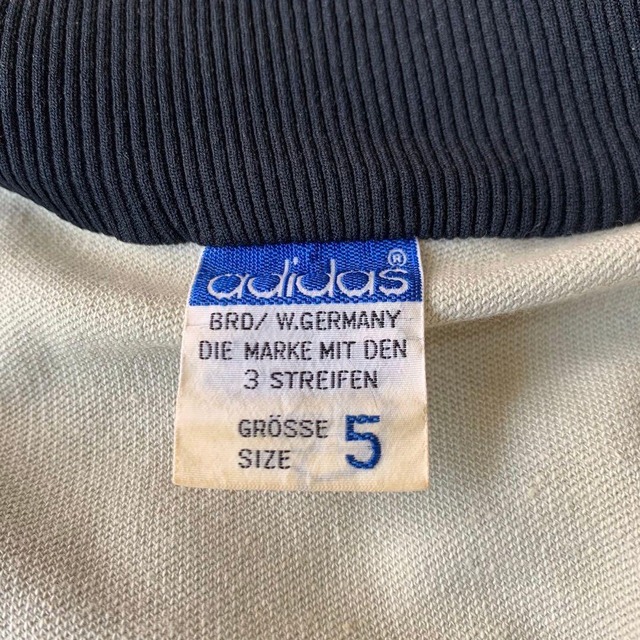 adidas®
BRD/ W.GERMANY
DIE MARKE MIT DEN
3 STREIFEN
GRÖSSE
SIZE 5